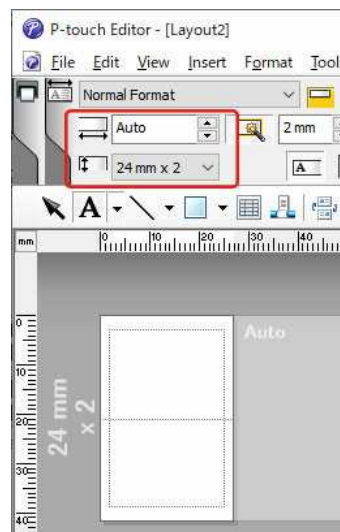 P-touch Editor - [Layout2]
File Edit View Insert Format Tool
A Normal Format
Auto 2 mm
24 mm x 2 A
A
mm 0 10 20 30 40
0
Auto
10
24 mm
x 2
20
30
40